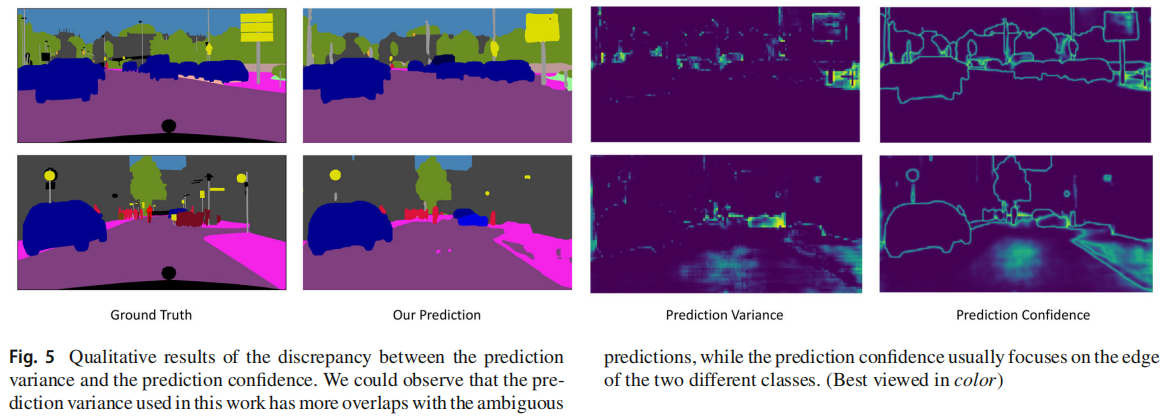 Ground Truth
Our Prediction
Prediction Variance
Prediction Confidence
Fig. 5 Qualitative results of the discrepancy between the prediction
variance and the prediction confidence. We could observe that the pre-
diction variance used in this work has more overlaps with the ambiguous
predictions, while the prediction confidence usually focuses on the edge
of the two different classes. (Best viewed in color)